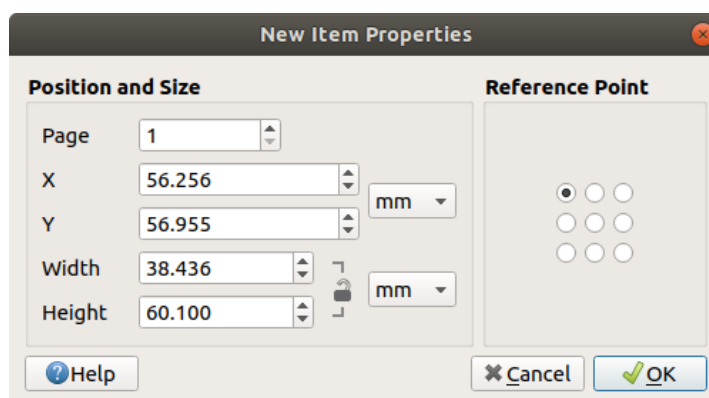 New Item Properties
Position and Size
Reference Point
Page 1
X 56.256
mm
Y 56.955
Width 38.436
mm
Height 60.100
Help
Cancel
OK